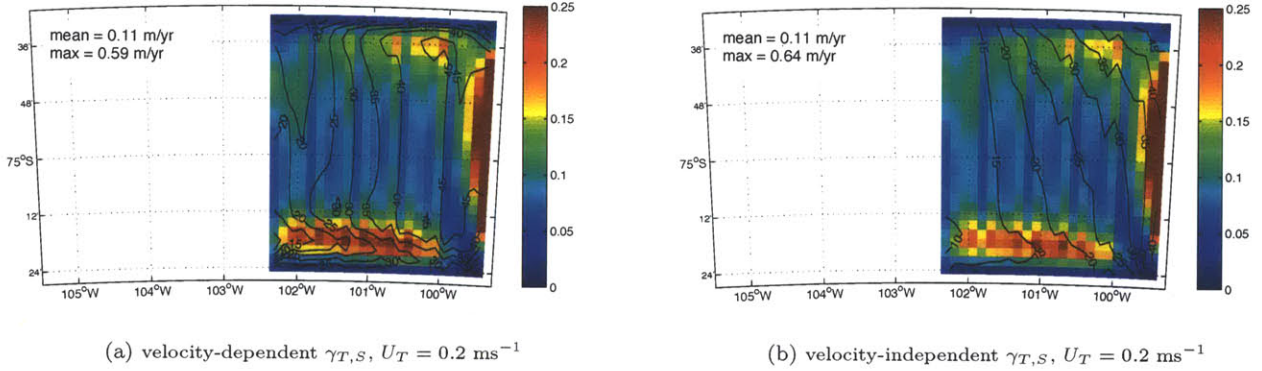 mean = 0.11 m/yr
max = 0.59 m/yr
36'
48'
75°S
12'
24'
105°W
104°W
103°W
102°W
101°W
100°W
0.25
0.2
0.15
0.1
0.05
0
(a) velocity-dependent γT,S, UT = 0.2 ms−1
mean = 0.11 m/yr
max = 0.64 m/yr
36'
48'
75°S
12'
24'
105°W
104°W
103°W
102°W
101°W
100°W
0.25
0.2
0.15
0.1
0.05
0
(b) velocity-independent γT,S, UT = 0.2 ms−1